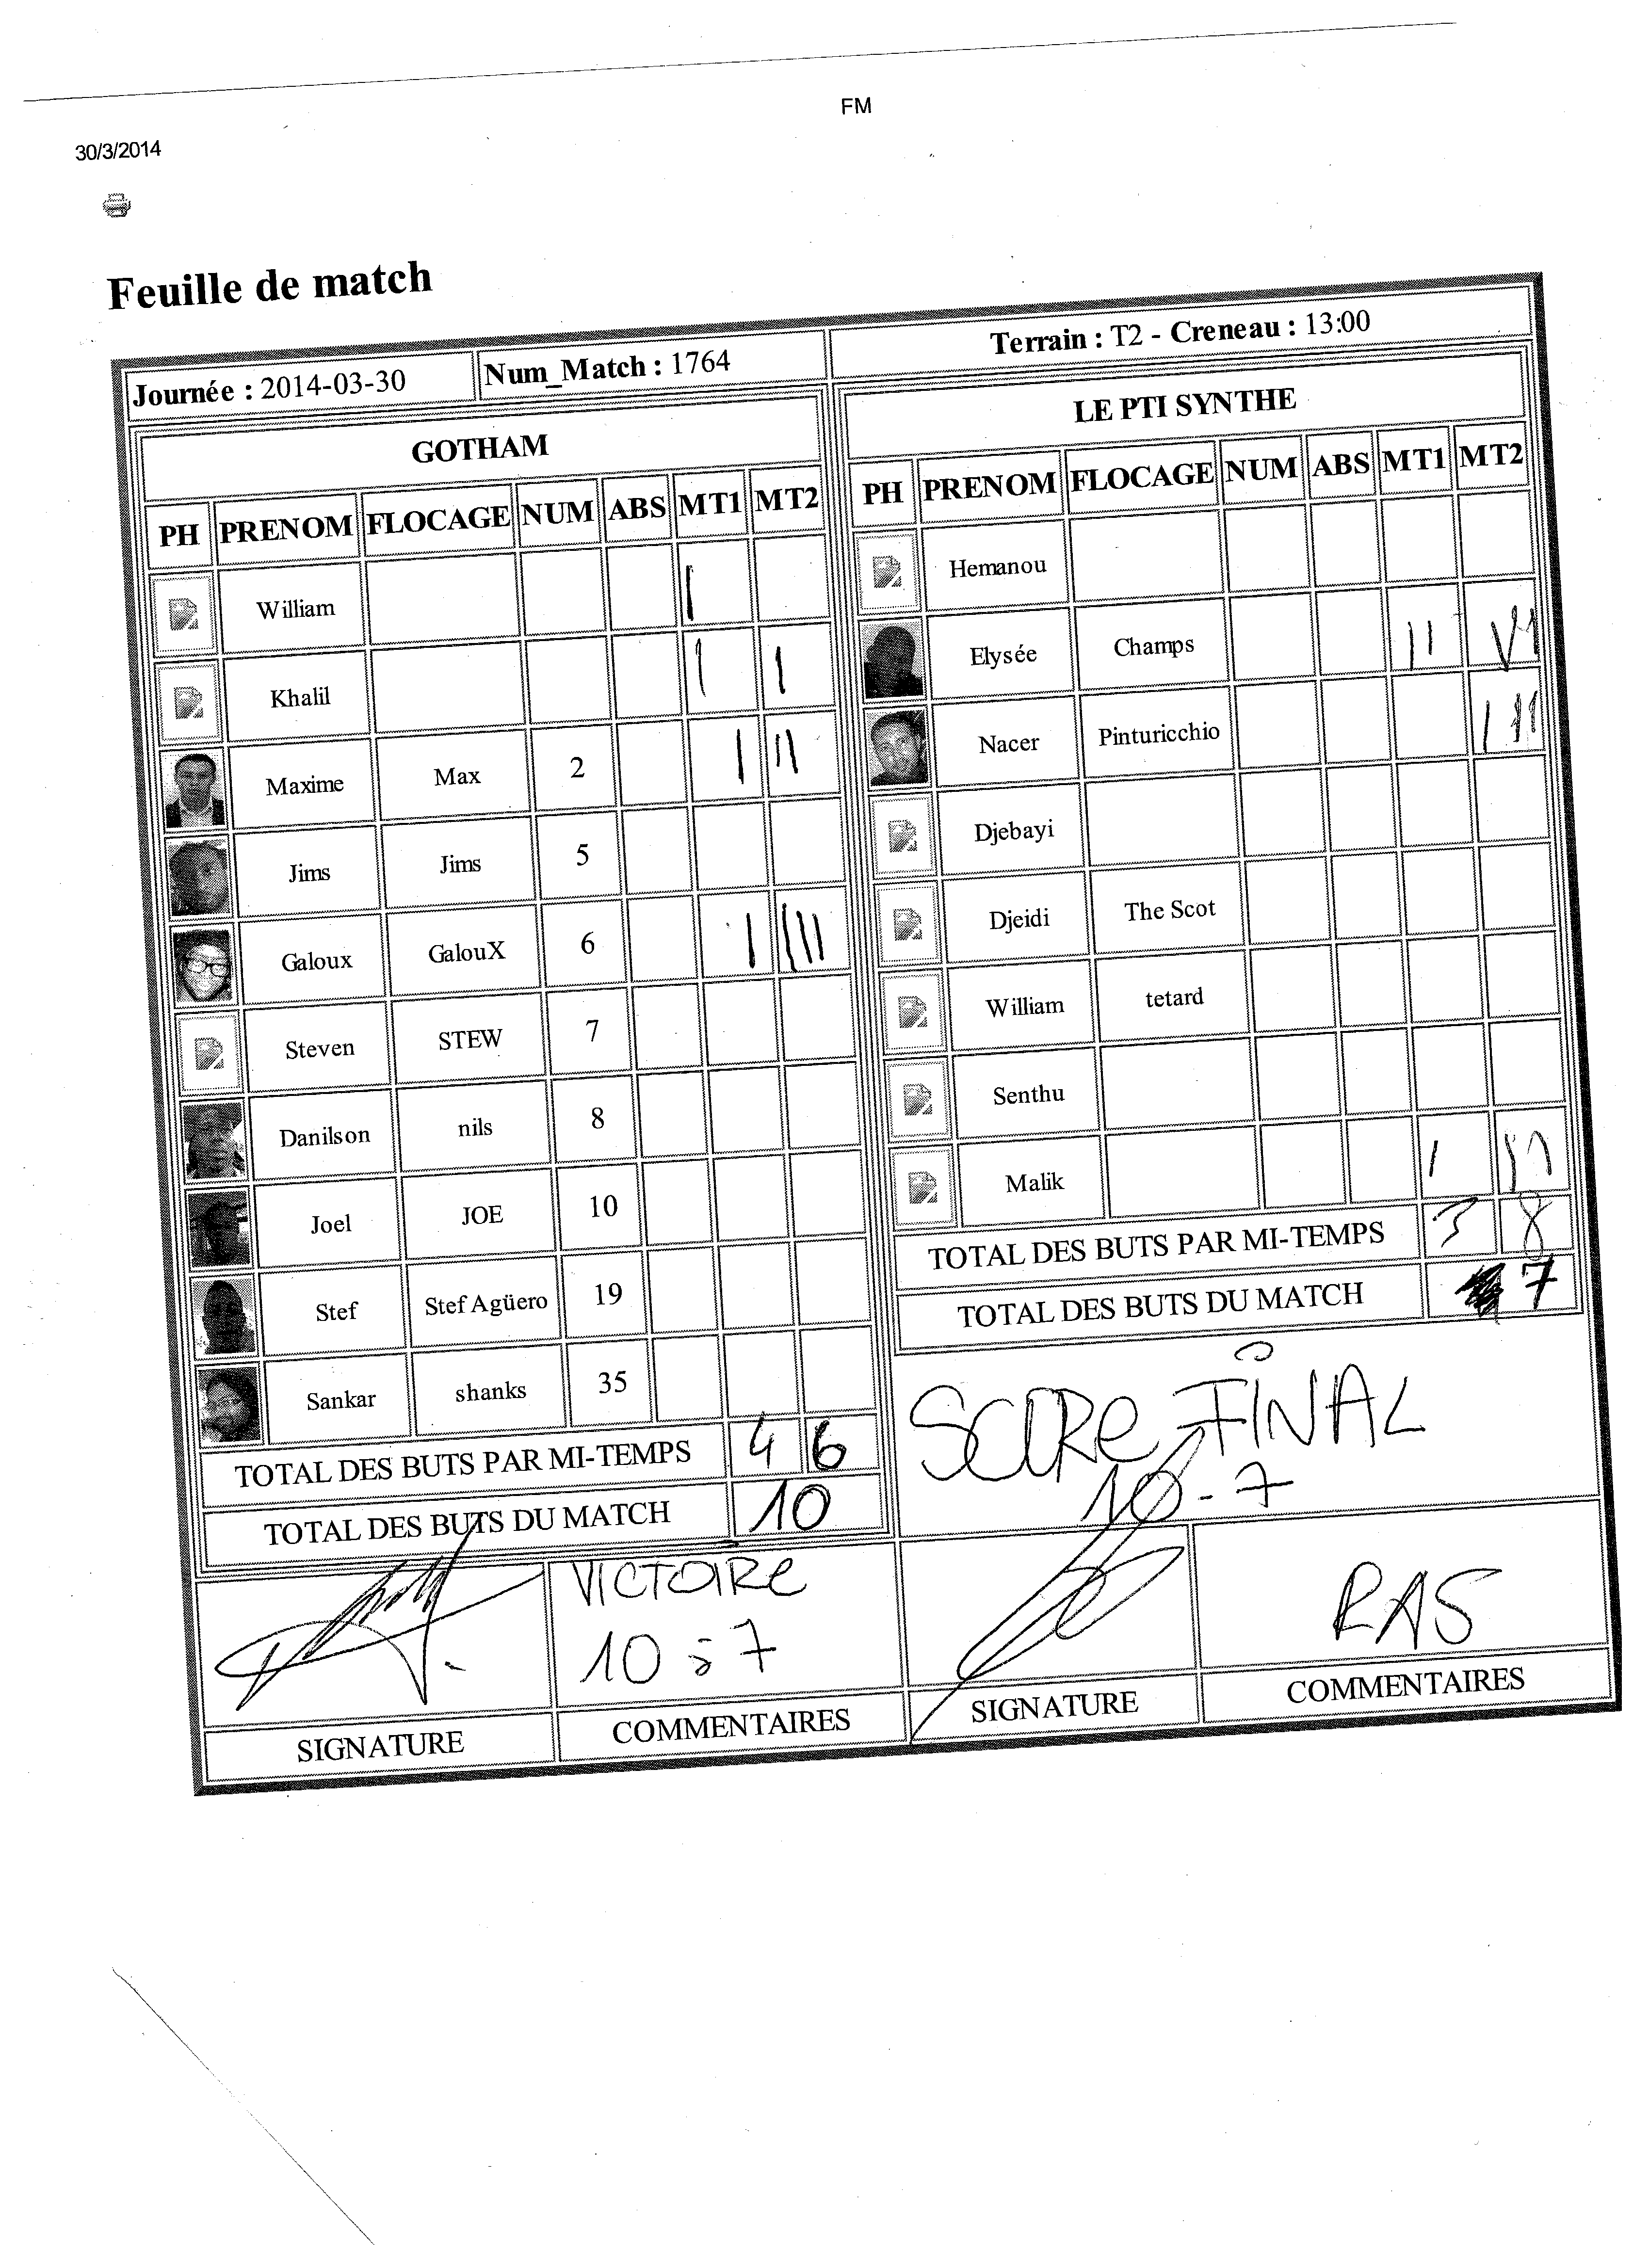 FM
30/3/2014
Feuille de match
Journée : 2014-03-30 Num_Match : 1764 Terrain : T2 - Creneau : 13:00
GOTHAM
PH PRENOM FLOCAGE NUM ABS MT1 MT2
William |
Khalil | |
Maxime Max 2 | ||
Jims Jims 5
Galoux GalouX 6 | ||||
Steven STEW 7
Danilson nils 8
Joel JOE 10
Stef Stef Agüero 19
Sankar shanks 35
TOTAL DES BUTS PAR MI-TEMPS 4 6
TOTAL DES BUTS DU MATCH 10
LE PTI SYNTHE
PH PRENOM FLOCAGE NUM ABS MT1 MT2
Hemanou
Elysée Champs ||
Nacer Pinturicchio |||
Djebayi
Djeidi The Scot
William tetard
Senthu
Malik |
TOTAL DES BUTS PAR MI-TEMPS 3 8
TOTAL DES BUTS DU MATCH 7
SCORE FINAL
10 - 7
VICTOIRE
10 à 7
SIGNATURE COMMENTAIRES
RAS
SIGNATURE COMMENTAIRES